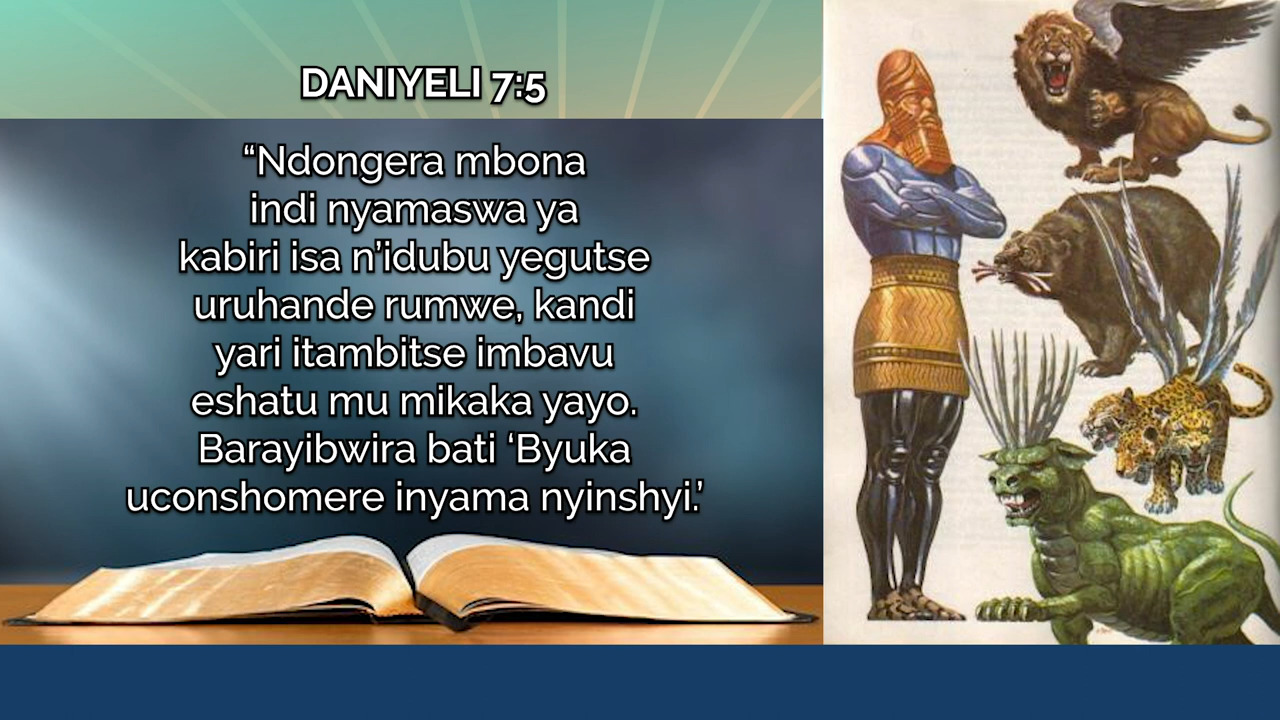 DANIYELI 7:5
“Ndongera mbona
indi nyamaswa ya
kabiri isa n’idubu yegutse
uruhande rumwe, kandi
yari itambitse imbavu
eshatu mu mikaka yayo.
Barayibwira bati ‘Byuka
uconshomere inyama nyinshyi.’